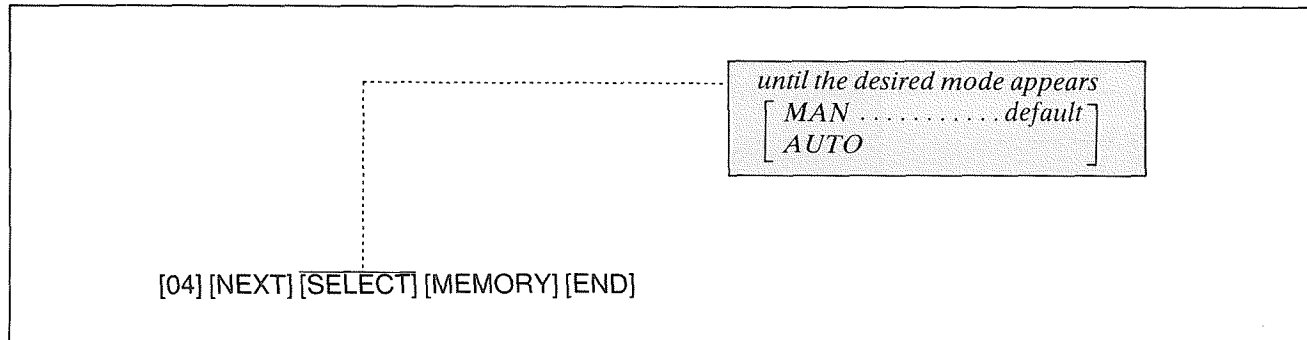 until the desired mode appears
[ MAN ........... default ]
[ AUTO ]
[04] [NEXT] [SELECT] [MEMORY] [END]